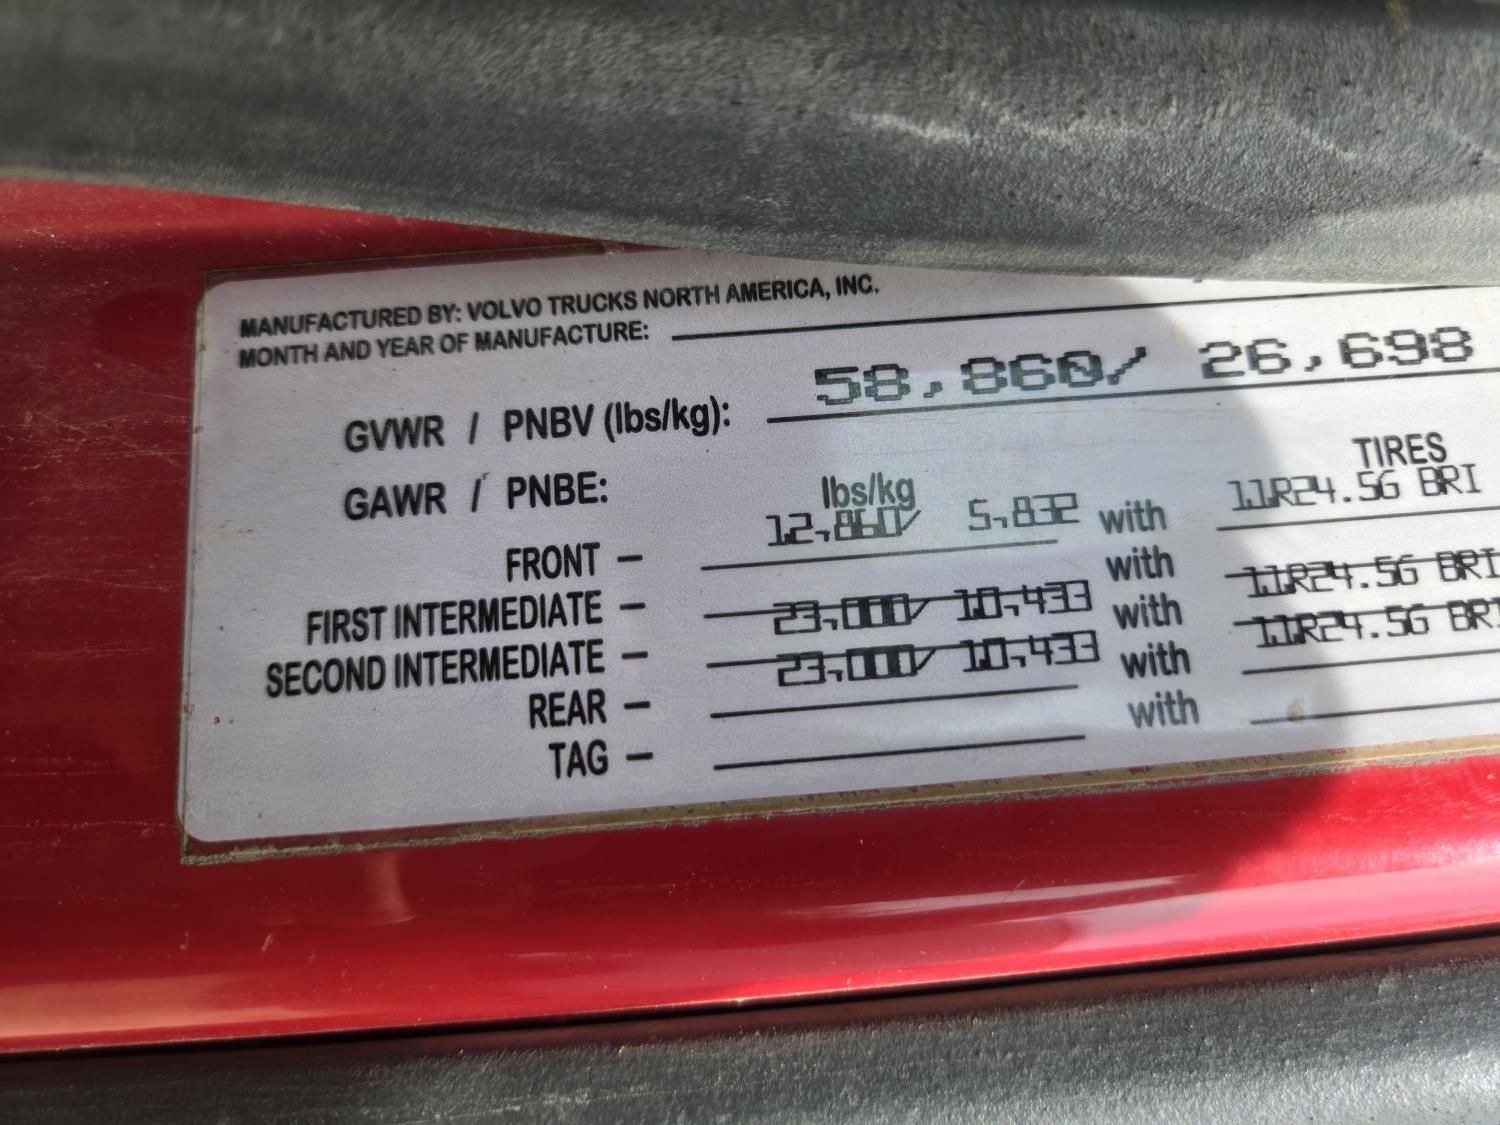 MANUFACTURED BY: VOLVO TRUCKS NORTH AMERICA, INC.
MONTH AND YEAR OF MANUFACTURE:
GVWR / PNBV (lbs/kg): 58,860/ 26,698
GAWR / PNBE: lbs/kg TIRES
FRONT – 12,860/ 5,832 with 11R24.5G BRI
FIRST INTERMEDIATE – 23,000/ 10,433 with 11R24.5G BRI
SECOND INTERMEDIATE – 23,000/ 10,433 with 11R24.5G BRI
REAR – with
TAG – with